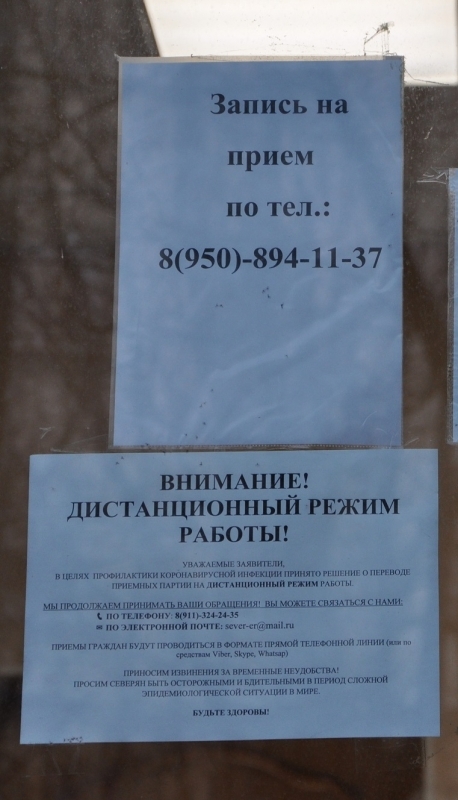 Запись на
прием
по тел.:
8(950)-894-11-37
ВНИМАНИЕ!
ДИСТАНЦИОННЫЙ РЕЖИМ
РАБОТЫ!
УВАЖАЕМЫЕ ЗАЯВИТЕЛИ,
В ЦЕЛЯХ ПРОФИЛАКТИКИ КОРОНАВИРУСНОЙ ИНФЕКЦИИ ПРИНЯТО РЕШЕНИЕ О ПЕРЕВОДЕ
ПРИЕМНЫХ ПАРТИИ НА ДИСТАНЦИОННЫЙ РЕЖИМ РАБОТЫ.
МЫ ПРОДОЛЖАЕМ ПРИНИМАТЬ ВАШИ ОБРАЩЕНИЯ! ВЫ МОЖЕТЕ СВЯЗАТЬСЯ С НАМИ:
ПО ТЕЛЕФОНУ: 8(911)-324-24-35
ПО ЭЛЕКТРОННОЙ ПОЧТЕ: sever-er@mail.ru
ПРИЕМЫ ГРАЖДАН БУДУТ ПРОВОДИТЬСЯ В ФОРМАТЕ ПРЯМОЙ ТЕЛЕФОННОЙ ЛИНИИ (или по
средствам Viber, Skype, Whatsap)
ПРИНОСИМ ИЗВИНЕНИЯ ЗА ВРЕМЕННЫЕ НЕУДОБСТВА!
ПРОСИМ СЕВЕРЯН БЫТЬ ОСТОРОЖНЫМИ И БДИТЕЛЬНЫМИ В ПЕРИОД СЛОЖНОЙ
ЭПИДЕМИОЛОГИЧЕСКОЙ СИТУАЦИИ В МИРЕ.
БУДЬТЕ ЗДОРОВЫ!